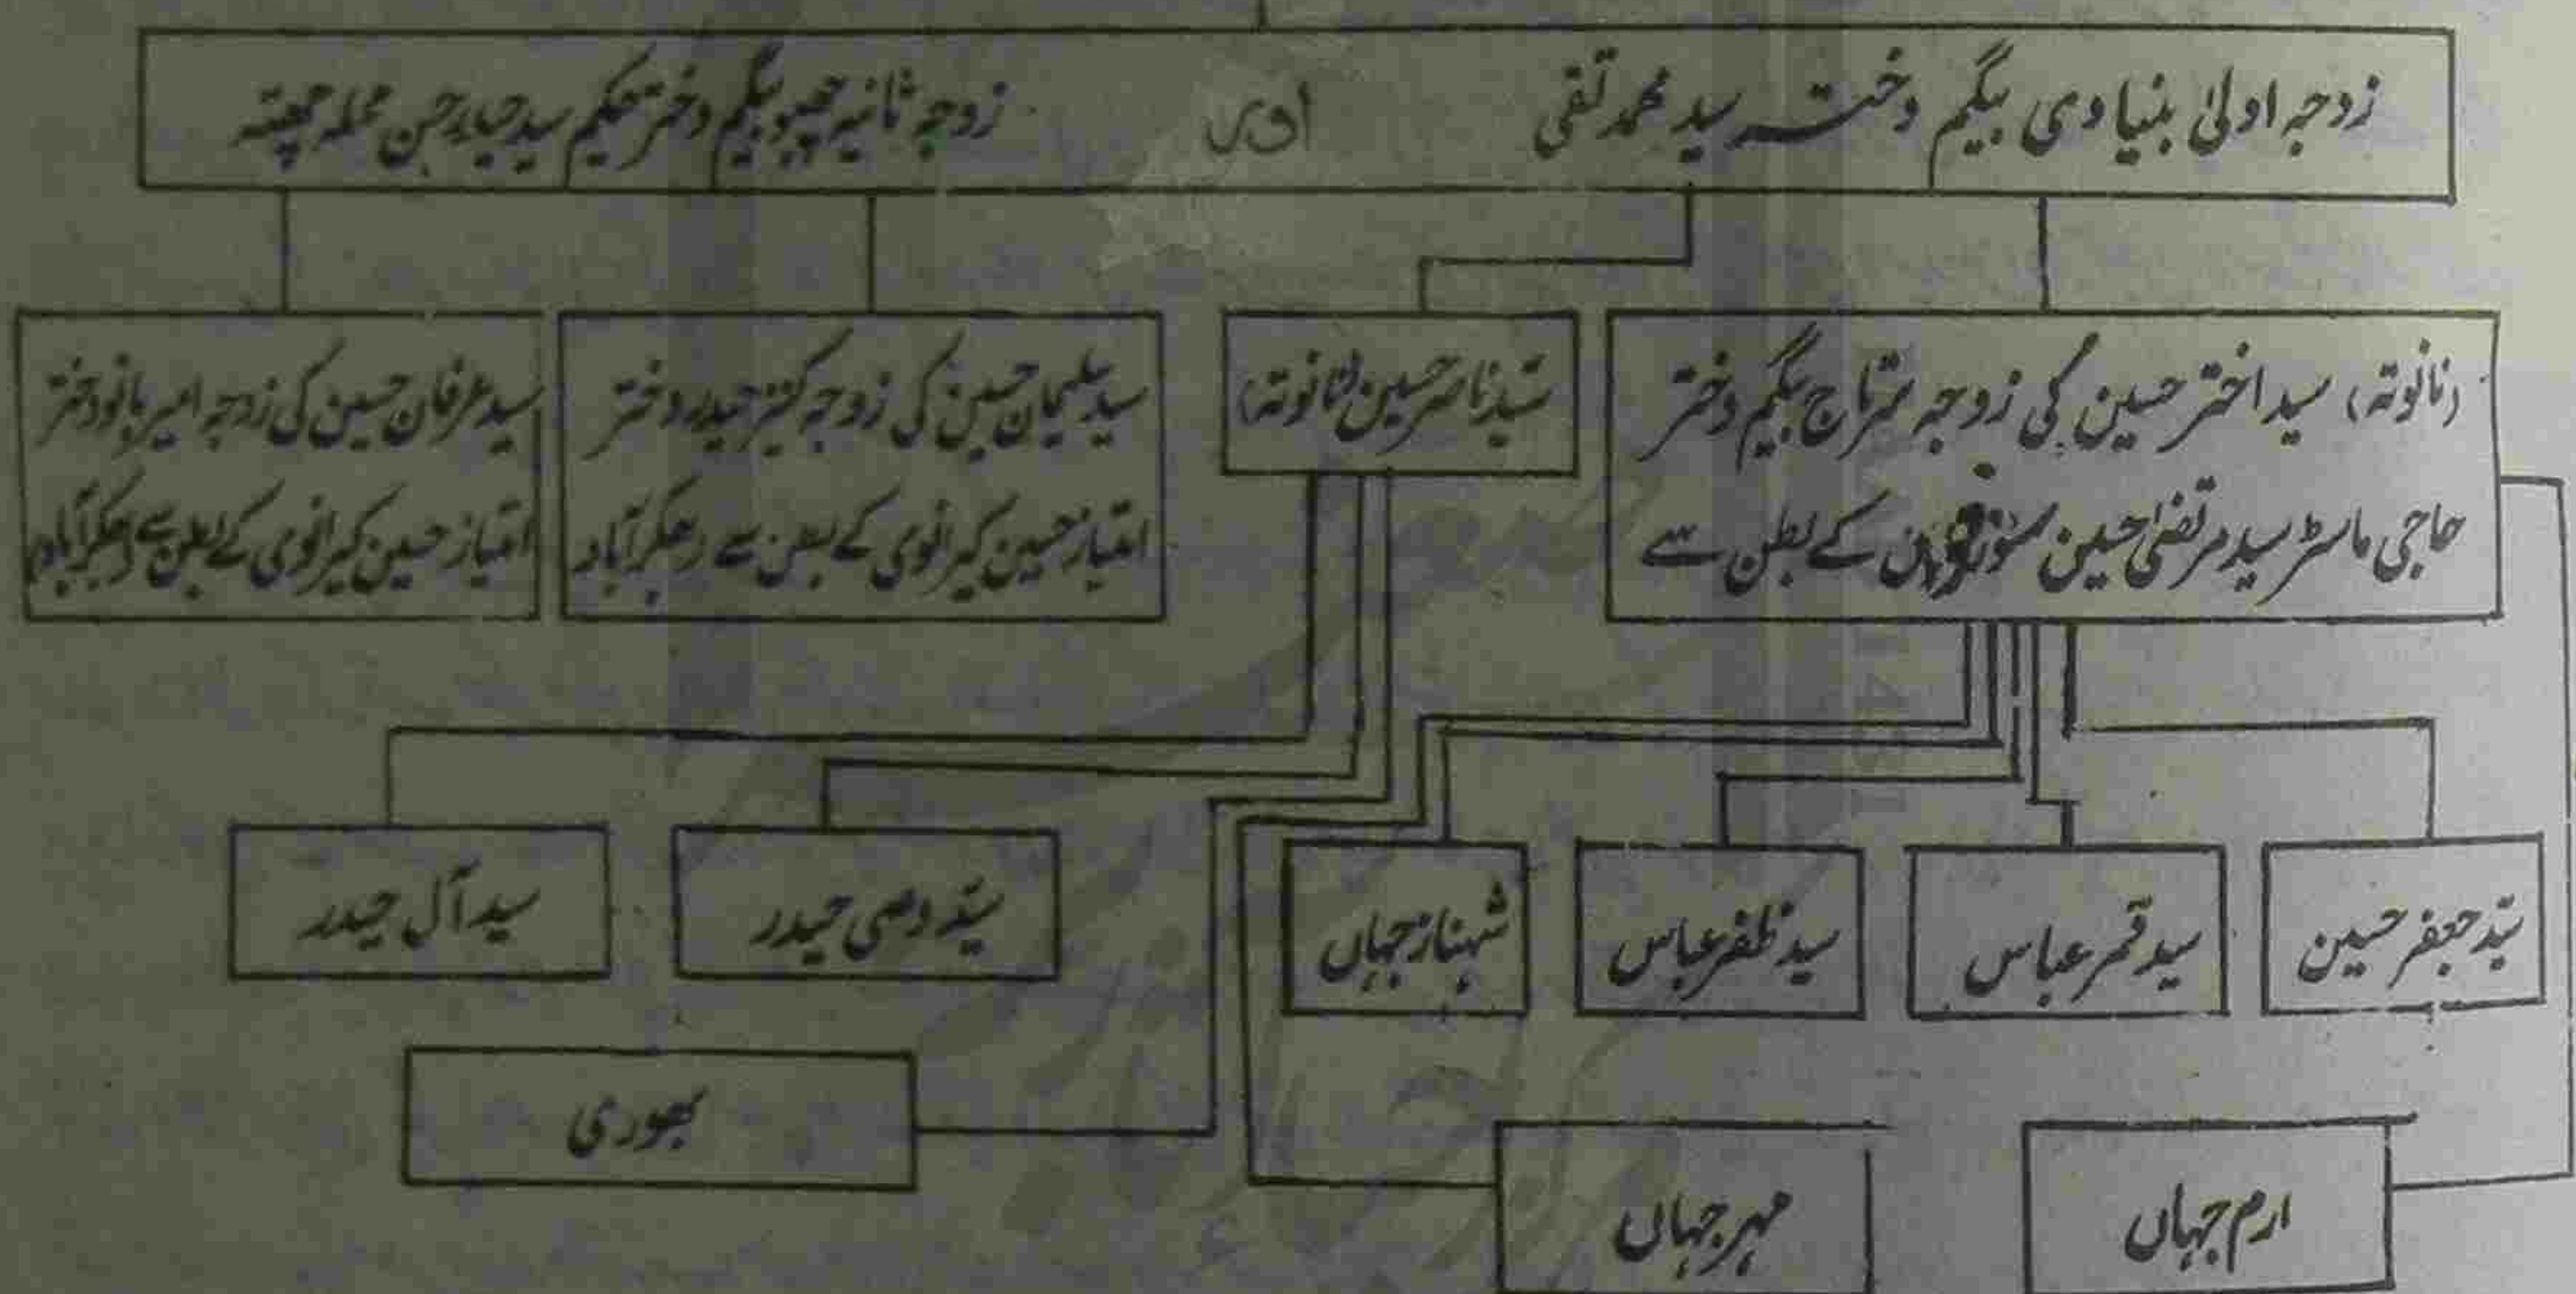 زوجہ اولیٰ بنیادی بیگم دختر سید محمد تقی اور زوجہ ثانیہ چھبو بیگم دختر حکیم سید حیدر حسن محلہ چھتہ
(نانوتہ) سید اختر حسین کی زوجہ ممتاج بیگم دختر
حاجی ماسٹر سید مرتضیٰ حسین کے بطن سے
سید ناصر حسین (نانوتہ)
سید سلیمان حسین کی زوجہ کنیز حیدر دختر
امتیاز حسین کیرانوی کے بطن سے
سید عرفان حسین کی زوجہ امیر بانو دختر
امتیاز حسین کیرانوی کے بطن سے
سید جعفر حسین
سید قمر عباس
سید ظفر عباس
شہناز جہاں
سید وصی حیدر
سید آل حیدر
بھوری
ارم جہاں
مہر جہاں